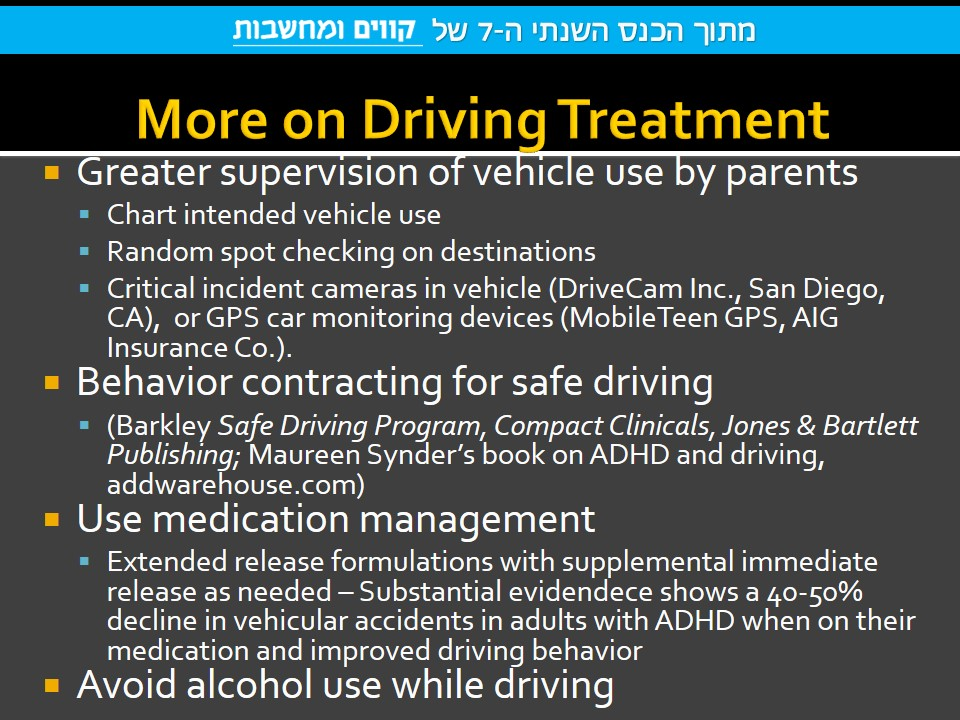 מתוך הכנס השנתי ה-7 של קווים ומחשבות
More on Driving Treatment
Greater supervision of vehicle use by parents
Chart intended vehicle use
Random spot checking on destinations
Critical incident cameras in vehicle (DriveCam Inc., San Diego,
CA),  or GPS car monitoring devices (MobileTeen GPS, AIG
Insurance Co.).
Behavior contracting for safe driving
(Barkley Safe Driving Program, Compact Clinicals, Jones & Bartlett
Publishing; Maureen Synder’s book on ADHD and driving,
addwarehouse.com)
Use medication management
Extended release formulations with supplemental immediate
release as needed – Substantial evidendece shows a 40-50%
decline in vehicular accidents in adults with ADHD when on their
medication and improved driving behavior
Avoid alcohol use while driving